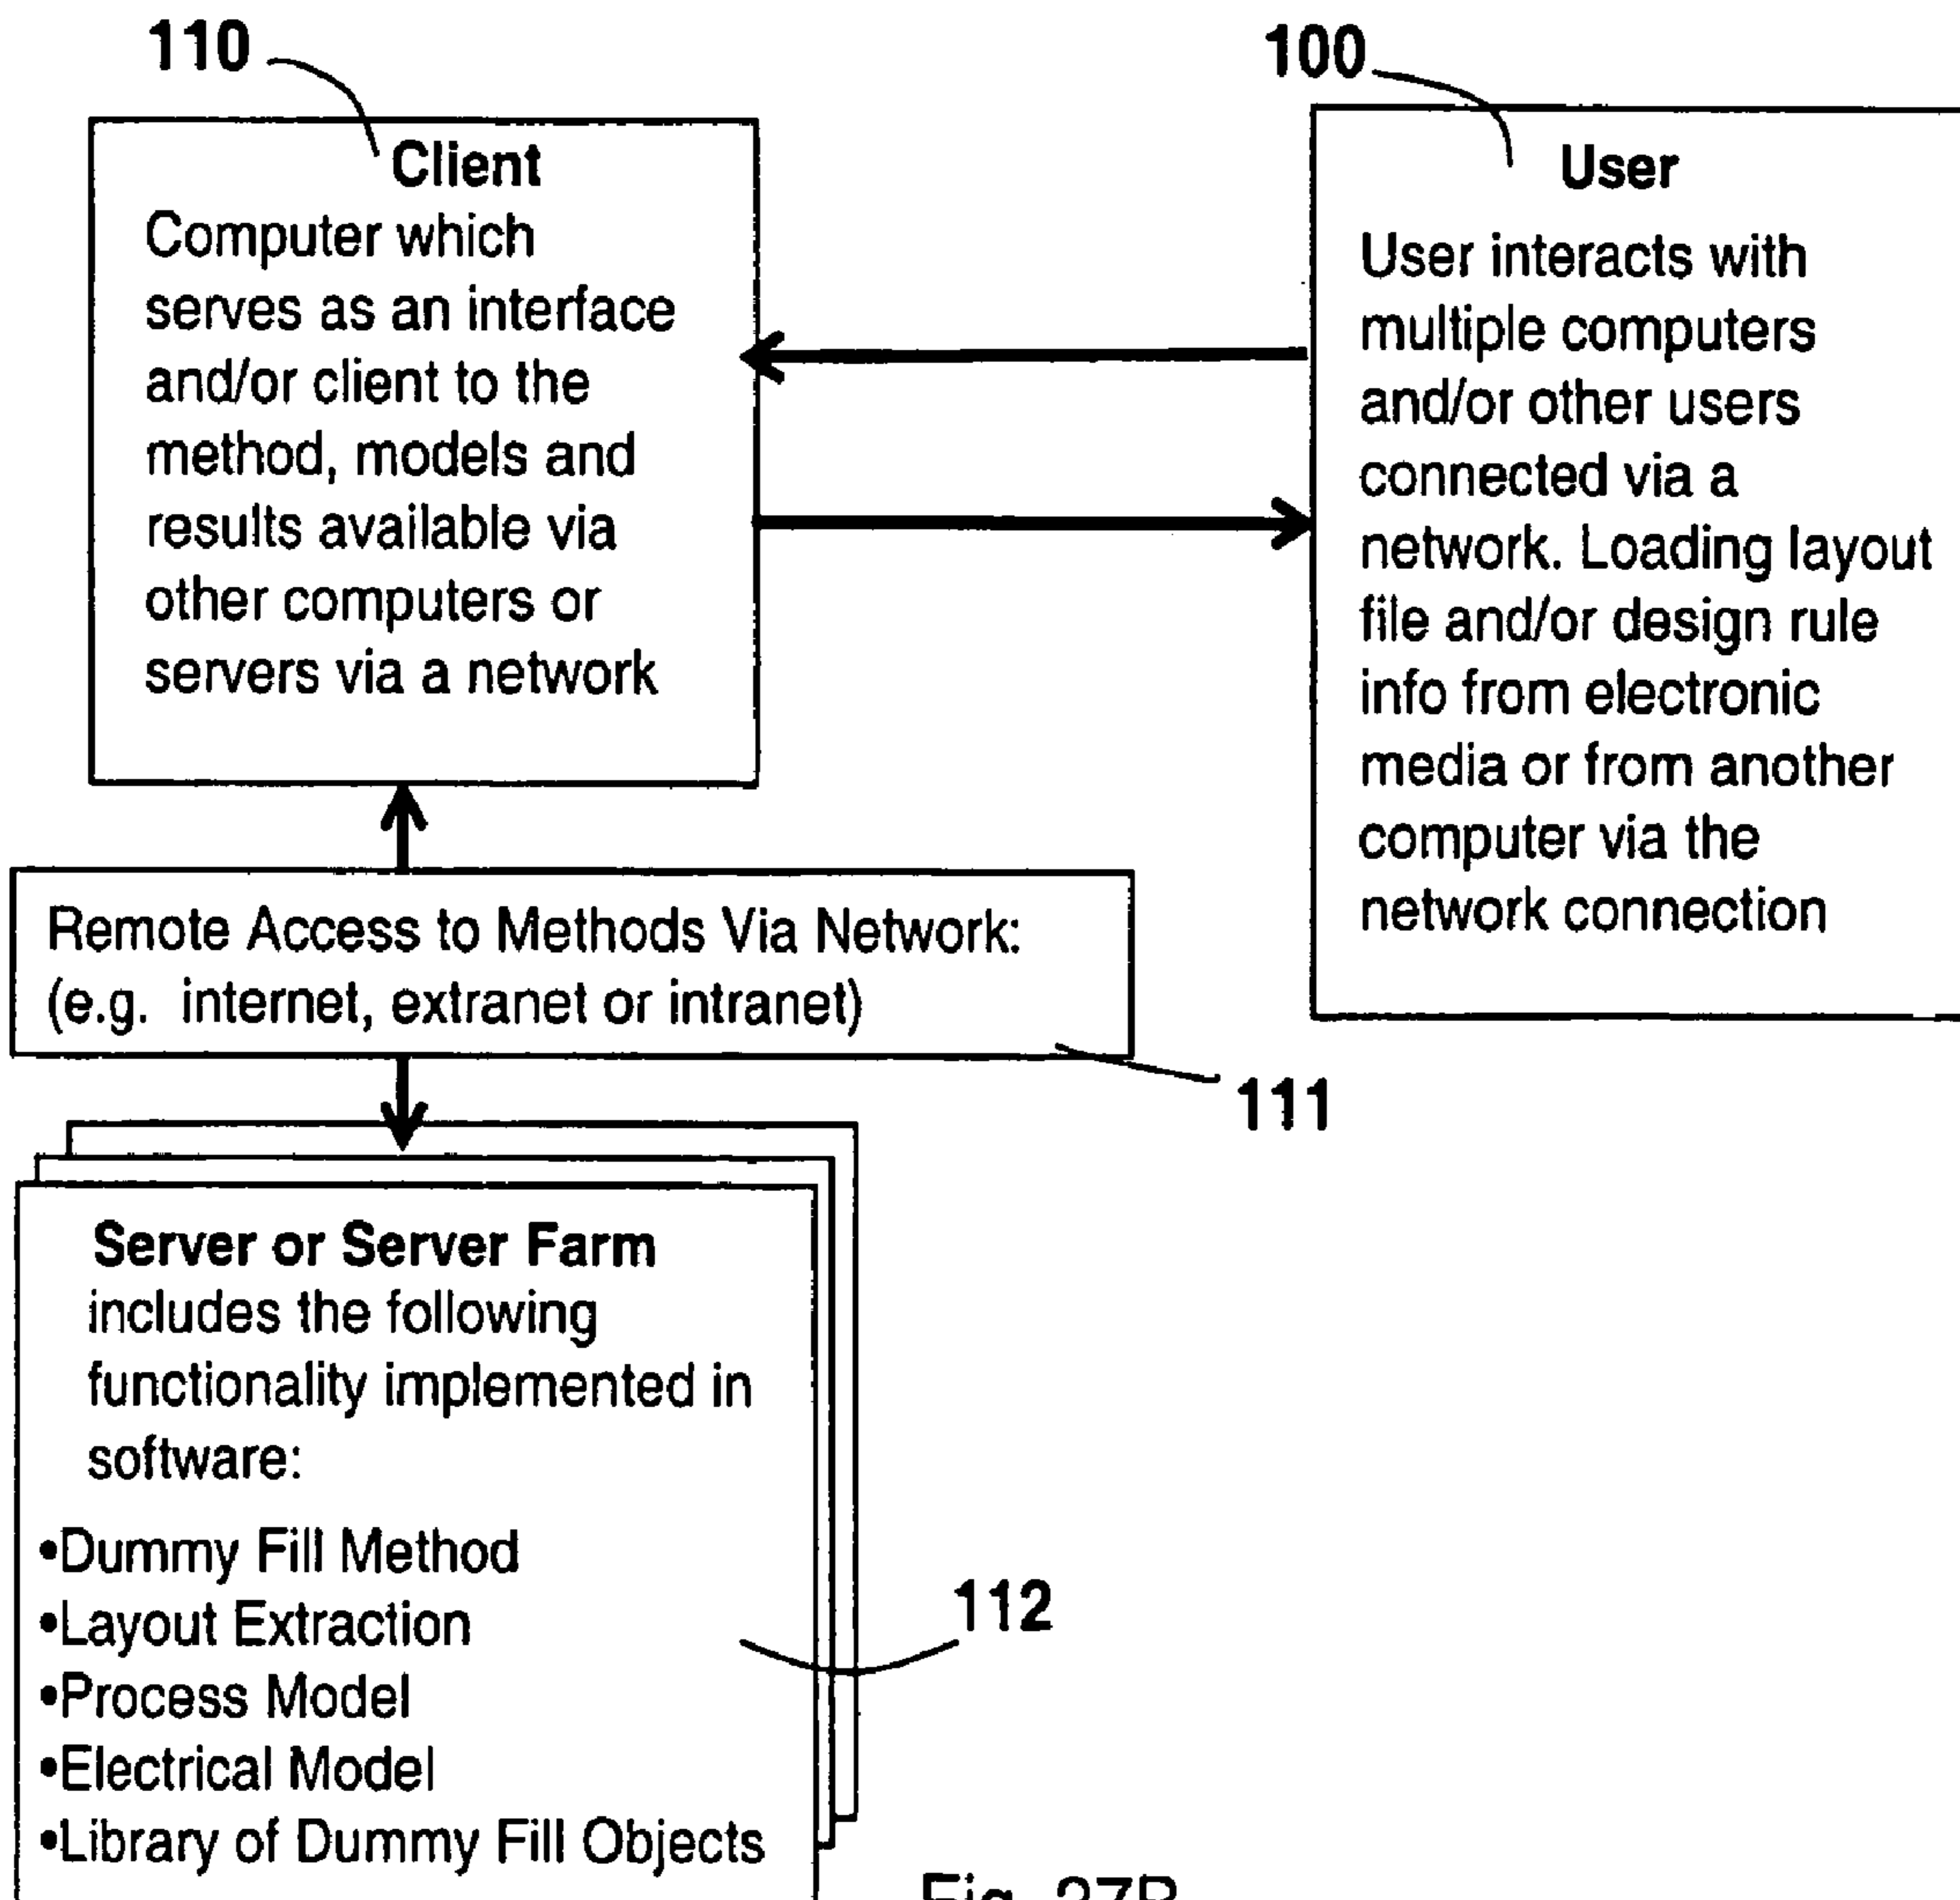 110
Client
Computer which
serves as an interface
and/or client to the
method, models and
results available via
other computers or
servers via a network
100
User
User interacts with
multiple computers
and/or other users
connected via a
network. Loading layout
file and/or design rule
info from electronic
media or from another
computer via the
network connection
Remote Access to Methods Via Network:
(e.g. internet, extranet or intranet)
111
Server or Server Farm
includes the following
functionality implemented in
software:
•Dummy Fill Method
•Layout Extraction
•Process Model
•Electrical Model
•Library of Dummy Fill Objects
112
Fig. 27B